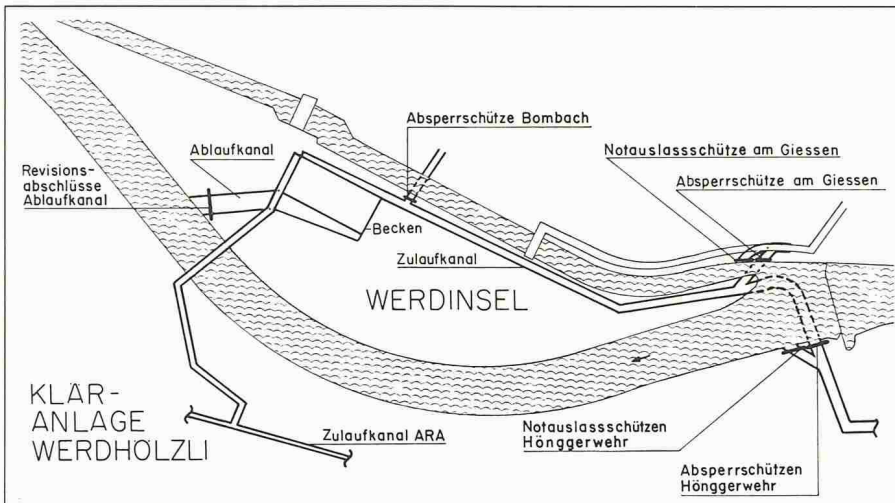 Absperrschütze Bombach
Notauslassschütze am Giessen
Absperrschütze am Giessen
Ablaufkanal
Revisions-
abschlüsse
Ablaufkanal
Becken
Zulaufkanal
WERDINSEL
KLÄR-
ANLAGE
WERDHÖLZLI
Zulaufkanal ARA
Notauslassschützen
Hönggerwehr
Absperrschützen
Hönggerwehr